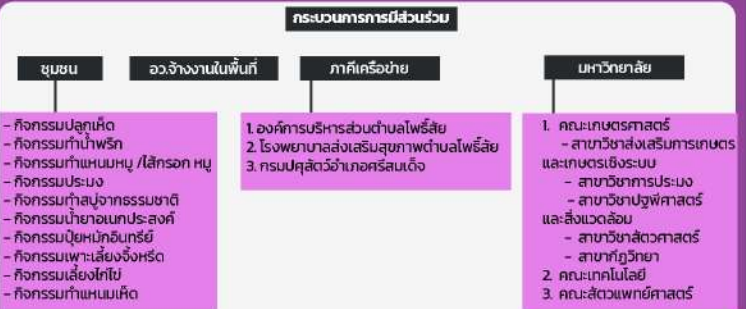 กระบวนการการมีส่วนร่วม
ชุมชน
อว.จ้างงานในพื้นที่
ภาคีเครือข่าย
มหาวิทยาลัย
- กิจกรรมปลูกเห็ด
- กิจกรรมทำน้ำพริก
- กิจกรรมทำแหนมหมู /ไส้กรอก หมู
- กิจกรรมประมง
- กิจกรรมทำสบู่จากธรรมชาติ
- กิจกรรมน้ำยาอเนกประสงค์
- กิจกรรมปุ๋ยหมักอินทรีย์
- กิจกรรมเพาะเลี้ยงจิ้งหรีด
- กิจกรรมเลี้ยงไก่ไข่
- กิจกรรมทำแหนมเห็ด
1. องค์การบริหารส่วนตำบลโพธิ์สัย
2. โรงพยาบาลส่งเสริมสุขภาพตำบลโพธิ์สัย
3. กรมปศุสัตว์อำเภอศรีสมเด็จ
1. คณะเกษตรศาสตร์
- สาขาวิชาส่งเสริมการเกษตร
และเกษตรเชิงระบบ
- สาขาวิชาการประมง
- สาขาวิชาปฐพีศาสตร์
และสิ่งแวดล้อม
- สาขาวิชาสัตวศาสตร์
- สาขากีฏวิทยา
2. คณะเทคโนโลยี
3. คณะสัตวแพทย์ศาสตร์